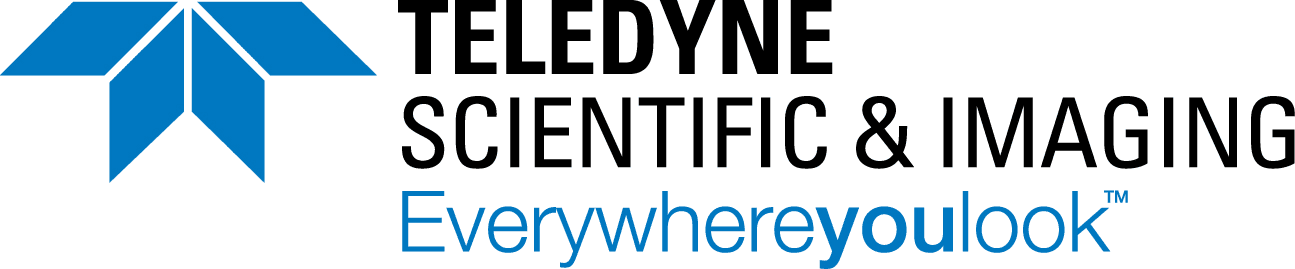 TELEDYNE
SCIENTIFIC & IMAGING
Everywhereyoulook™